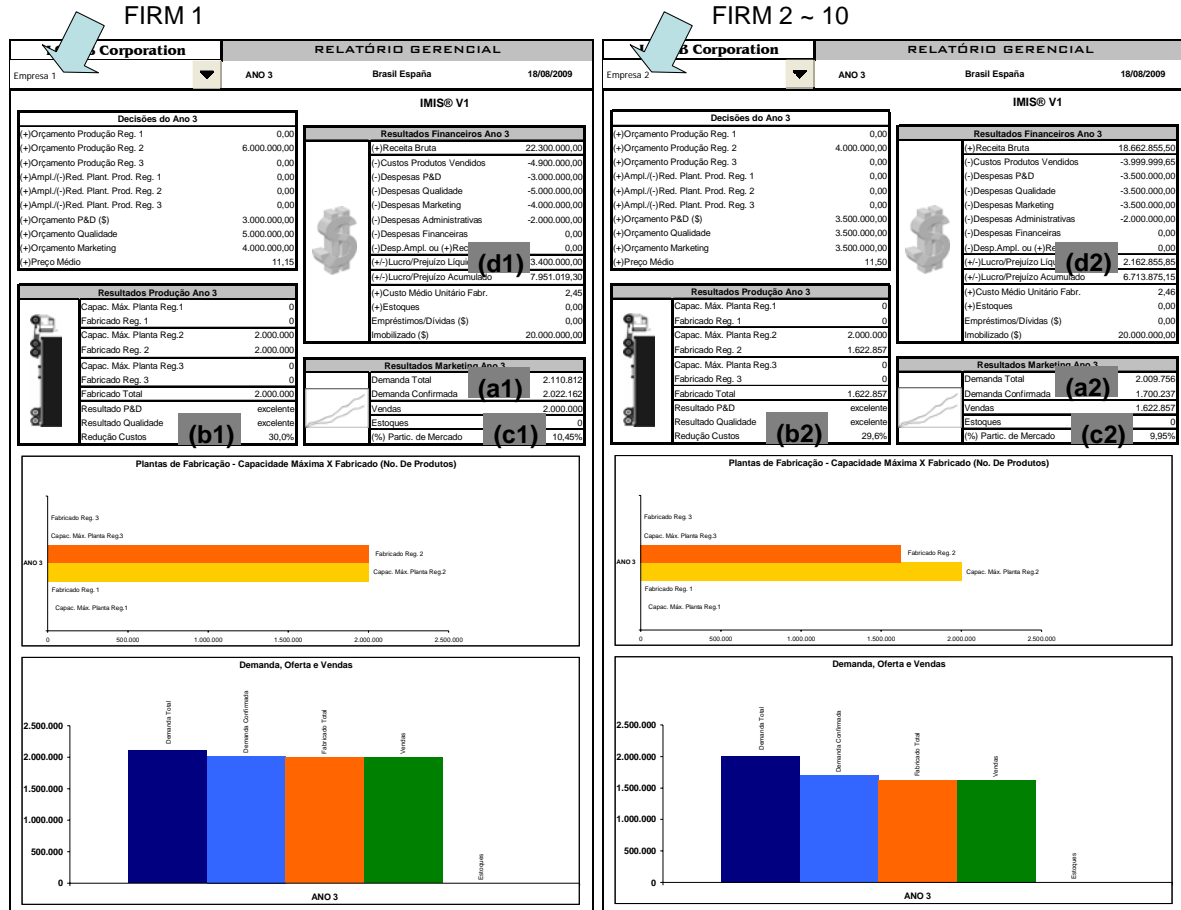 FIRM 1
Corporation
RELATÓRIO GERENCIAL
Empresa 1
ANO 3
Brasil España
18/08/2009
IMIS® V1
Decisões do Ano 3
(+)Orçamento Produção Reg. 1 0,00
(+)Orçamento Produção Reg. 2 6.000.000,00
(+)Orçamento Produção Reg. 3 0,00
(+)Ampl./(-)Red. Plant. Prod. Reg. 1 0,00
(+)Ampl./(-)Red. Plant. Prod. Reg. 2 0,00
(+)Ampl./(-)Red. Plant. Prod. Reg. 3 0,00
(+)Orçamento P&D ($) 3.000.000,00
(+)Orçamento Qualidade 5.000.000,00
(+)Orçamento Marketing 4.000.000,00
(+)Preço Médio 11,15
Resultados Financeiros Ano 3
(+)Receita Bruta 22.300.000,00
(-)Custos Produtos Vendidos -4.900.000,00
(-)Despesas P&D -3.000.000,00
(-)Despesas Qualidade -5.000.000,00
(-)Despesas Marketing -4.000.000,00
(-)Despesas Administrativas -2.000.000,00
(-)Despesas Financeiras 0,00
(-)Desp.Ampl. ou (+)Rec 0,00
(+/-)Lucro/Prejuízo Líqui (d1) 3.400.000,00
(+/-)Lucro/Prejuízo Acumulado 7.951.019,30
(+)Custo Médio Unitário Fabr. 2,45
(+)Estoques 0,00
Empréstimos/Dívidas ($) 0,00
Imobilizado ($) 20.000.000,00
Resultados Produção Ano 3
Capac. Máx. Planta Reg.1 0
Fabricado Reg. 1 0
Capac. Máx. Planta Reg.2 2.000.000
Fabricado Reg. 2 2.000.000
Capac. Máx. Planta Reg.3 0
Fabricado Reg. 3 0
Fabricado Total 2.000.000
Resultado P&D excelente
Resultado Qualidade excelente
Redução Custos (b1) 30,0%
Resultados Marketing Ano 3
Demanda Total (a1) 2.110.812
Demanda Confirmada 2.022.162
Vendas 2.000.000
Estoques 0
(%) Partic. de Mercado (c1) 10,45%
Plantas de Fabricação - Capacidade Máxima X Fabricado (No. De Produtos)
Fabricado Reg. 3
Capac. Máx. Planta Reg.3
Fabricado Reg. 2
ANO 3
Capac. Máx. Planta Reg.2
Fabricado Reg. 1
Capac. Máx. Planta Reg.1
0 500.000 1.000.000 1.500.000 2.000.000 2.500.000
Demanda, Oferta e Vendas
Demanda Total
Demanda Confirmada
Fabricado Total
Vendas
Estoques
2.500.000
2.000.000
1.500.000
1.000.000
500.000
0
ANO 3
FIRM 2 ~ 10
B Corporation
RELATÓRIO GERENCIAL
Empresa 2
ANO 3
Brasil España
18/08/2009
IMIS® V1
Decisões do Ano 3
(+)Orçamento Produção Reg. 1 0,00
(+)Orçamento Produção Reg. 2 4.000.000,00
(+)Orçamento Produção Reg. 3 0,00
(+)Ampl./(-)Red. Plant. Prod. Reg. 1 0,00
(+)Ampl./(-)Red. Plant. Prod. Reg. 2 0,00
(+)Ampl./(-)Red. Plant. Prod. Reg. 3 0,00
(+)Orçamento P&D ($) 3.500.000,00
(+)Orçamento Qualidade 3.500.000,00
(+)Orçamento Marketing 3.500.000,00
(+)Preço Médio 11,50
Resultados Financeiros Ano 3
(+)Receita Bruta 18.662.855,50
(-)Custos Produtos Vendidos -3.999.999,65
(-)Despesas P&D -3.500.000,00
(-)Despesas Qualidade -3.500.000,00
(-)Despesas Marketing -3.500.000,00
(-)Despesas Administrativas -2.000.000,00
(-)Despesas Financeiras 0,00
(-)Desp.Ampl. ou (+)Re 0,00
(+/-)Lucro/Prejuízo Líq (d2) 2.162.855,85
(+/-)Lucro/Prejuízo Acumulado 6.713.875,15
(+)Custo Médio Unitário Fabr. 2,46
(+)Estoques 0,00
Empréstimos/Dívidas ($) 0,00
Imobilizado ($) 20.000.000,00
Resultados Produção Ano 3
Capac. Máx. Planta Reg.1 0
Fabricado Reg. 1 0
Capac. Máx. Planta Reg.2 2.000.000
Fabricado Reg. 2 1.622.857
Capac. Máx. Planta Reg.3 0
Fabricado Reg. 3 0
Fabricado Total 1.622.857
Resultado P&D excelente
Resultado Qualidade excelente
Redução Custos (b2) 29,6%
Resultados Marketing Ano 3
Demanda Total (a2) 2.009.756
Demanda Confirmada 1.700.237
Vendas 1.622.857
Estoques 0
(%) Partic. de Mercado (c2) 9,95%
Plantas de Fabricação - Capacidade Máxima X Fabricado (No. De Produtos)
Fabricado Reg. 3
Capac. Máx. Planta Reg.3
Fabricado Reg. 2
ANO 3
Capac. Máx. Planta Reg.2
Fabricado Reg. 1
Capac. Máx. Planta Reg.1
0 500.000 1.000.000 1.500.000 2.000.000 2.500.000
Demanda, Oferta e Vendas
Demanda Total
Demanda Confirmada
Fabricado Total
Vendas
Estoques
2.500.000
2.000.000
1.500.000
1.000.000
500.000
0
ANO 3